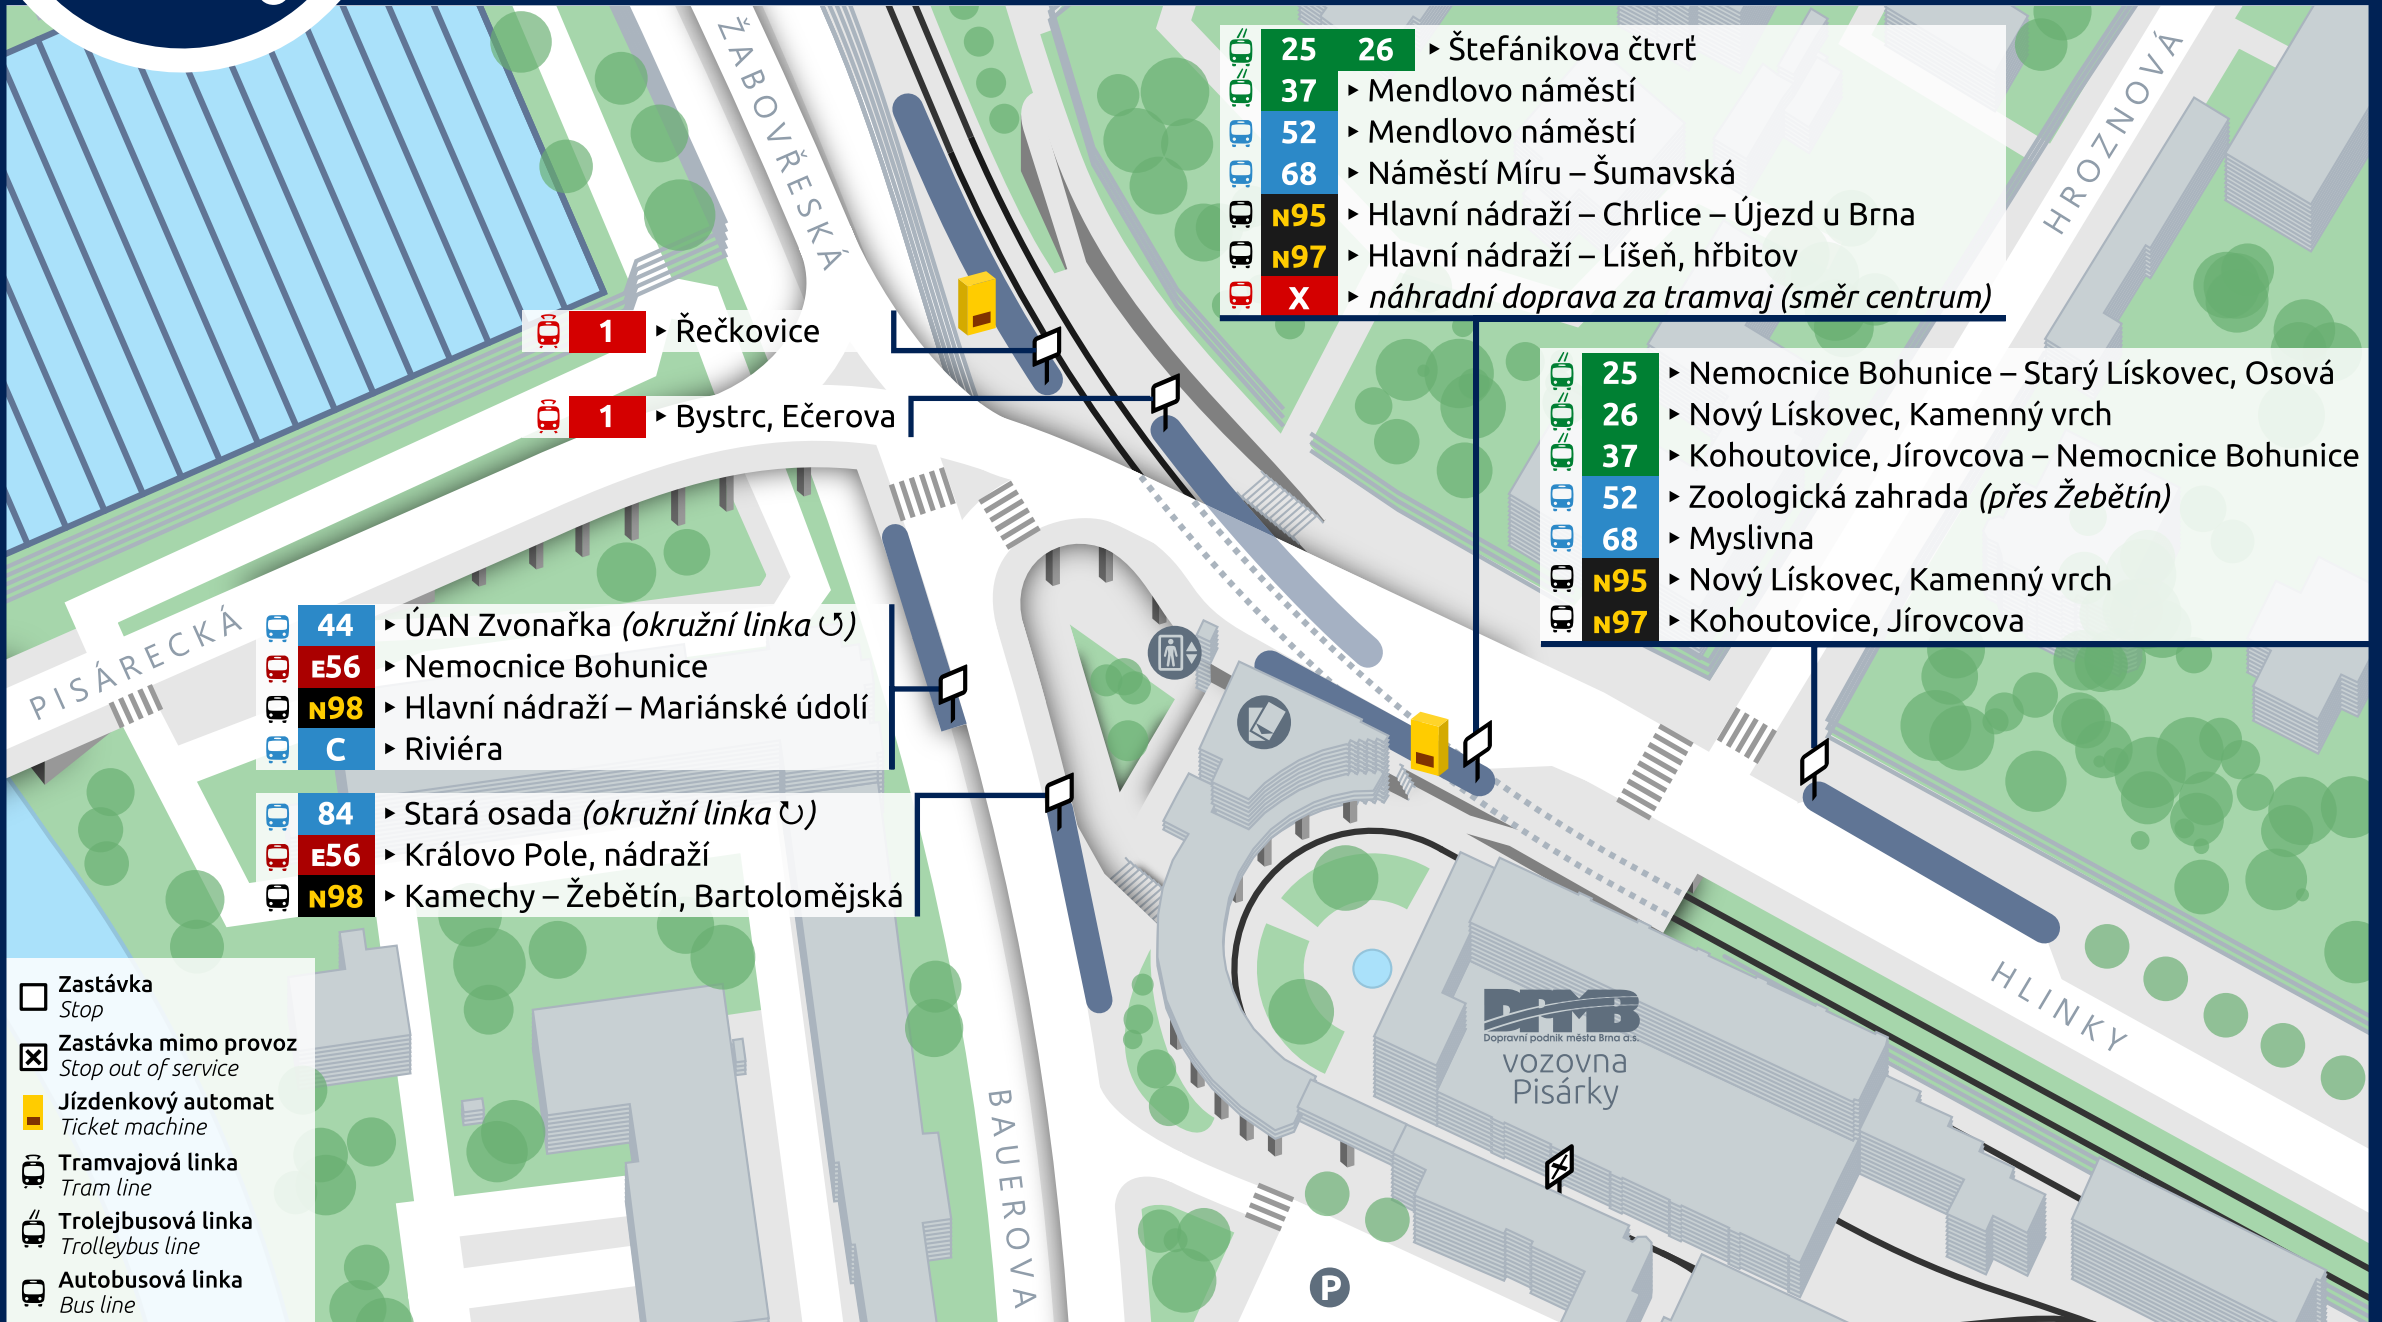 ŽABOVŘESKÁ
HROZNOVÁ
25 26 ▸ Štefánikova čtvrť
37 ▸ Mendlovo náměstí
52 ▸ Mendlovo náměstí
68 ▸ Náměstí Míru – Šumavská
N95 ▸ Hlavní nádraží – Chrlice – Újezd u Brna
N97 ▸ Hlavní nádraží – Líšeň, hřbitov
X ▸ náhradní doprava za tramvaj (směr centrum)
1 ▸ Řečkovice
1 ▸ Bystrc, Ečerova
25 ▸ Nemocnice Bohunice – Starý Lískovec, Osová
26 ▸ Nový Lískovec, Kamenný vrch
37 ▸ Kohoutovice, Jírovcova – Nemocnice Bohunice
52 ▸ Zoologická zahrada (přes Žebětín)
68 ▸ Myslivna
N95 ▸ Nový Lískovec, Kamenný vrch
N97 ▸ Kohoutovice, Jírovcova
PISÁRECKÁ
44 ▸ ÚAN Zvonařka (okružní linka ↺)
E56 ▸ Nemocnice Bohunice
N98 ▸ Hlavní nádraží – Mariánské údolí
C ▸ Riviéra
84 ▸ Stará osada (okružní linka ↻)
E56 ▸ Královo Pole, nádraží
N98 ▸ Kamechy – Žebětín, Bartolomějská
HLINKY
DPMB
Dopravní podnik města Brna a.s.
vozovna
Pisárky
BAUEROVA
P
Zastávka
Stop
Zastávka mimo provoz
Stop out of service
Jízdenkový automat
Ticket machine
Tramvajová linka
Tram line
Trolejbusová linka
Trolleybus line
Autobusová linka
Bus line